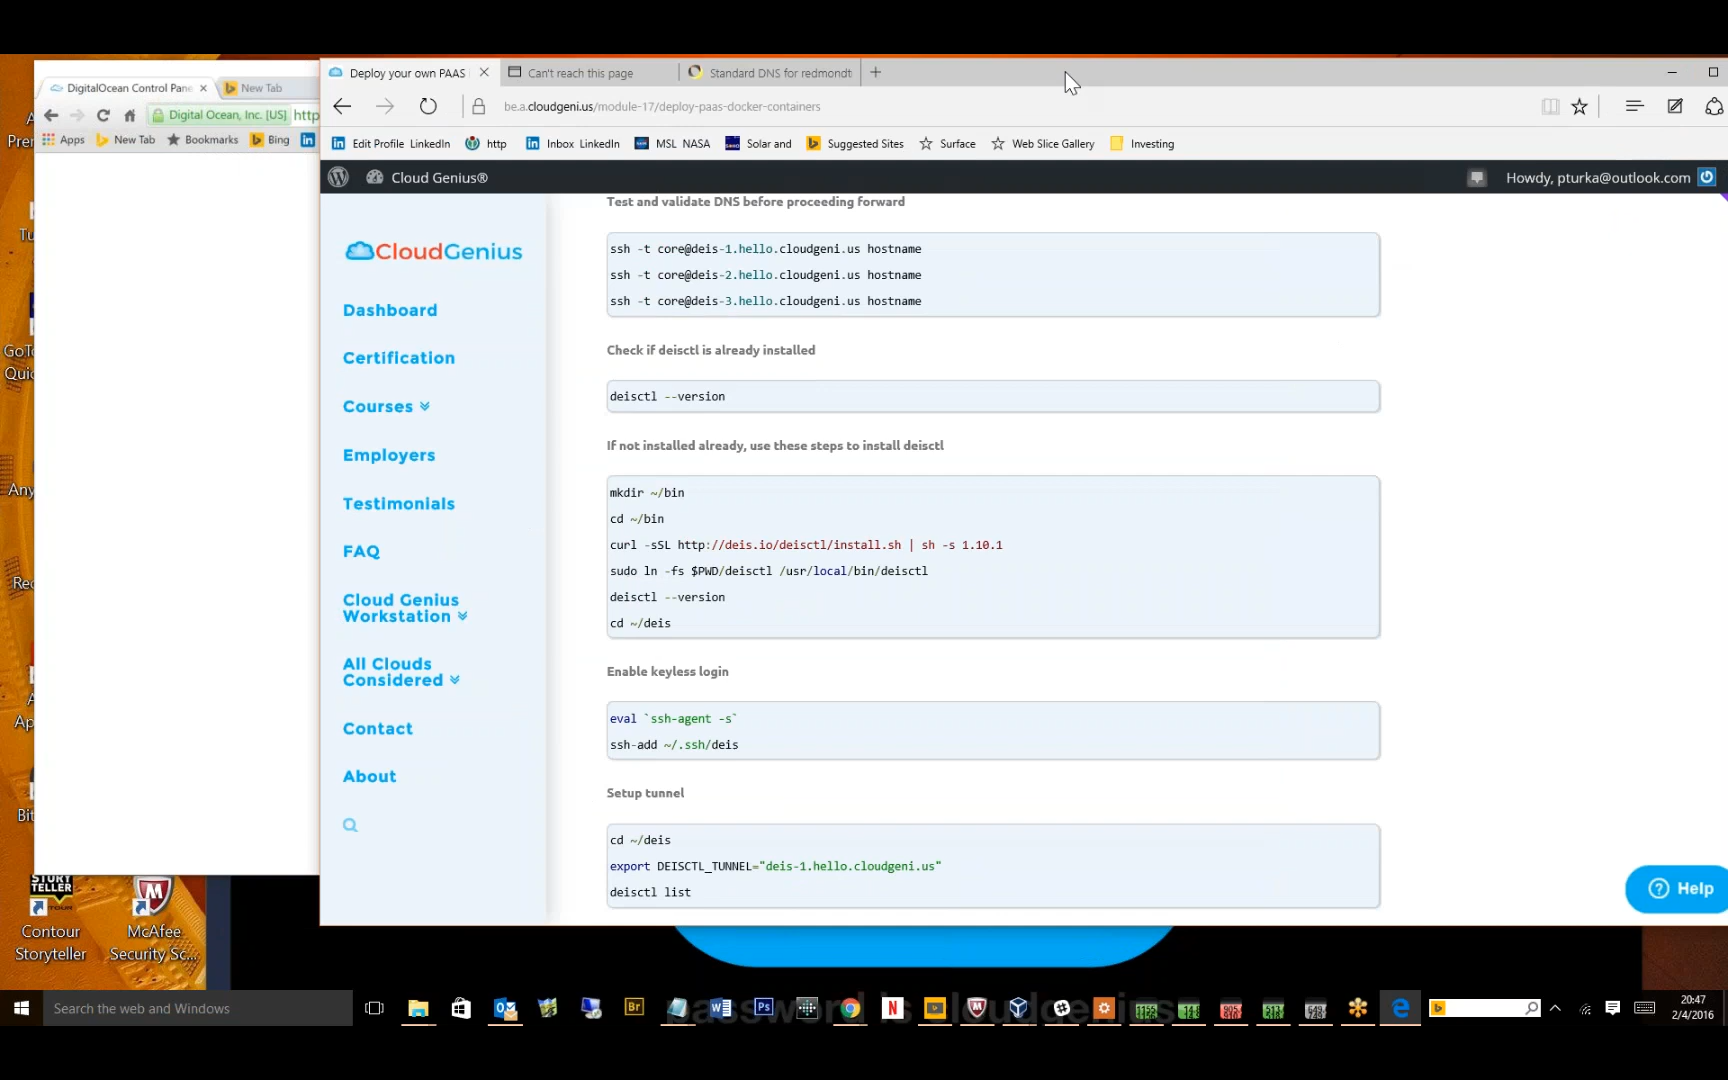 DigitalOcean Control Pane
New Tab
Digital Ocean, Inc. [US]
http
Apps
New Tab
Bookmarks
Bing
Deploy your own PAAS
Can't reach this page
Standard DNS for redmondt
be.a.cloudgeni.us/module-17/deploy-paas-docker-containers
Edit Profile LinkedIn
http
Inbox LinkedIn
MSL NASA
Solar and
Suggested Sites
Surface
Web Slice Gallery
Investing
Cloud Genius®
Howdy, pturka@outlook.com
CloudGenius
Dashboard
Certification
Courses
Employers
Testimonials
FAQ
Cloud Genius
Workstation
All Clouds
Considered
Contact
About
Test and validate DNS before proceeding forward
ssh -t core@deis-1.hello.cloudgeni.us hostname
ssh -t core@deis-2.hello.cloudgeni.us hostname
ssh -t core@deis-3.hello.cloudgeni.us hostname
Check if deisctl is already installed
deisctl --version
If not installed already, use these steps to install deisctl
mkdir ~/bin
cd ~/bin
curl -sSL http://deis.io/deisctl/install.sh | sh -s 1.10.1
sudo ln -fs $PWD/deisctl /usr/local/bin/deisctl
deisctl --version
cd ~/deis
Enable keyless login
eval `ssh-agent -s`
ssh-add ~/.ssh/deis
Setup tunnel
cd ~/deis
export DEISCTL_TUNNEL="deis-1.hello.cloudgeni.us"
deisctl list
Help
STORY
TELLER
Contour
Storyteller
McAfee
Security Sc...
password is cloudgenius
Search the web and Windows
20:47
2/4/2016